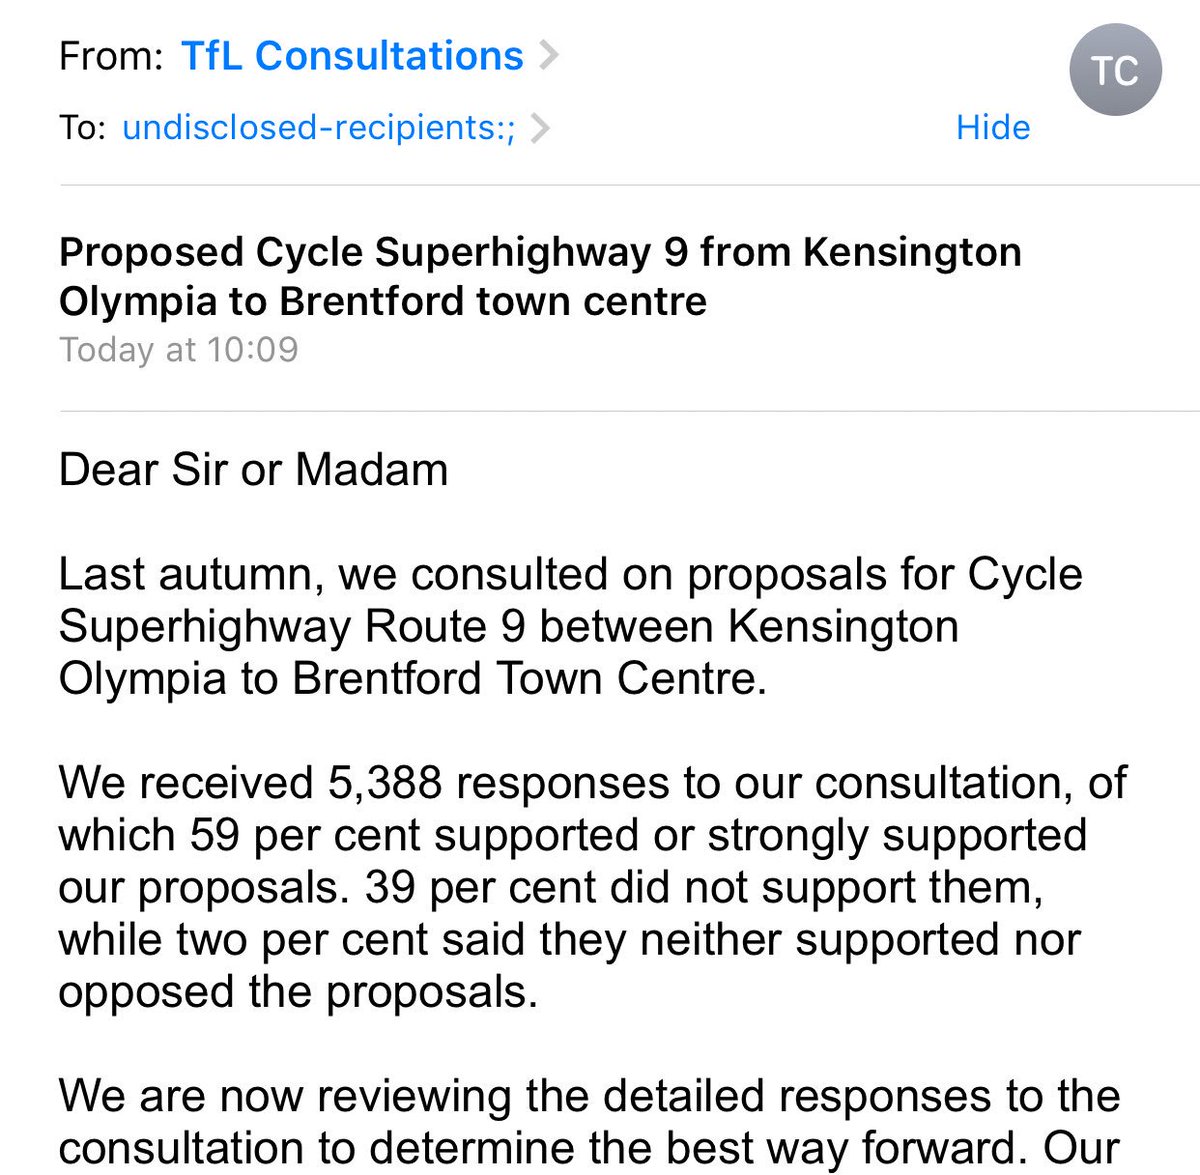 From: TfL Consultations
TC
To: undisclosed-recipients:;
Hide
Proposed Cycle Superhighway 9 from Kensington
Olympia to Brentford town centre
Today at 10:09
Dear Sir or Madam
Last autumn, we consulted on proposals for Cycle
Superhighway Route 9 between Kensington
Olympia to Brentford Town Centre.
We received 5,388 responses to our consultation, of
which 59 per cent supported or strongly supported
our proposals. 39 per cent did not support them,
while two per cent said they neither supported nor
opposed the proposals.
We are now reviewing the detailed responses to the
consultation to determine the best way forward. Our